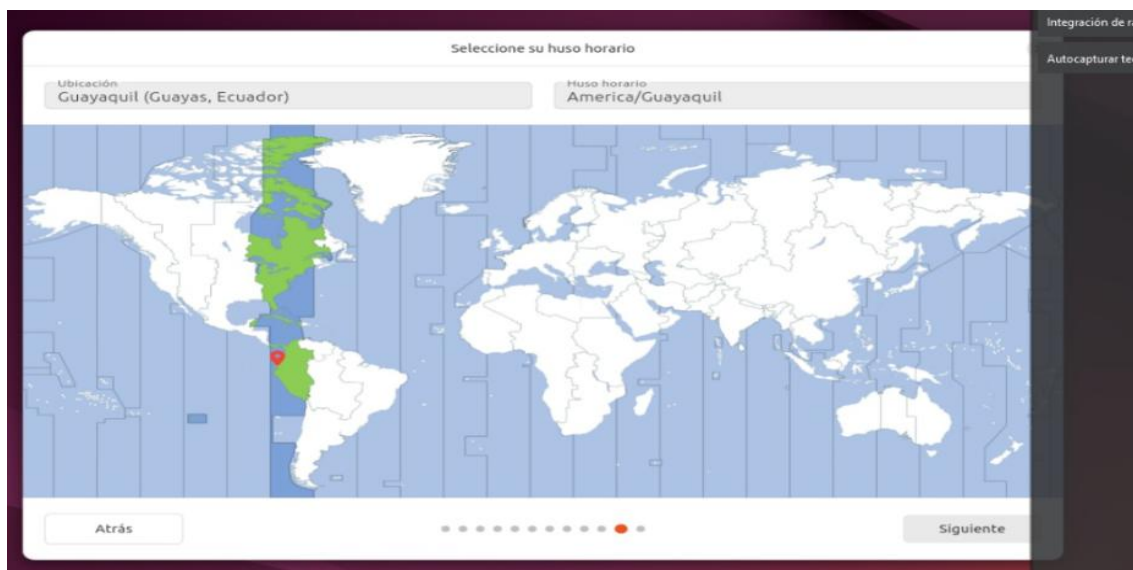 Integración de
Autocapturar
Seleccione su huso horario
Ubicación
Guayaquil (Guayas, Ecuador)
Huso horario
America/Guayaquil
Atrás
Siguiente